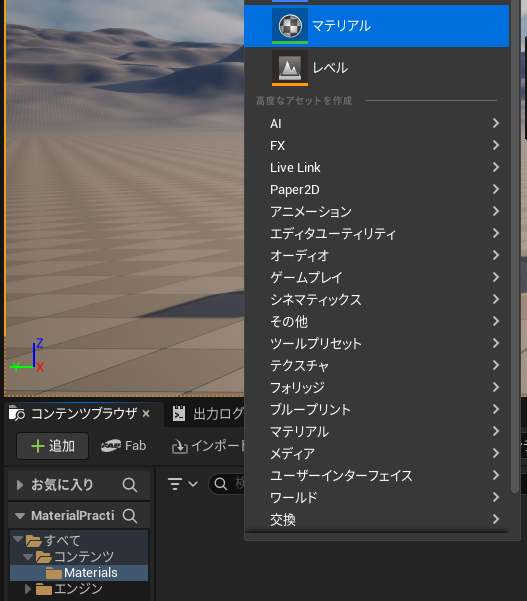 マテリアル
レベル
高度なアセットを作成
AI
FX
Live Link
Paper2D
アニメーション
エディタユーティリティ
オーディオ
ゲームプレイ
シネマティックス
その他
ツールプリセット
テクスチャ
フォリッジ
ブループリント
マテリアル
メディア
ユーザーインターフェイス
ワールド
交換
Z
Y
X
コンテンツブラウザ
出力ログ
追加
Fab
インポート
お気に入り
MaterialPracti
すべて
コンテンツ
Materials
エンジン